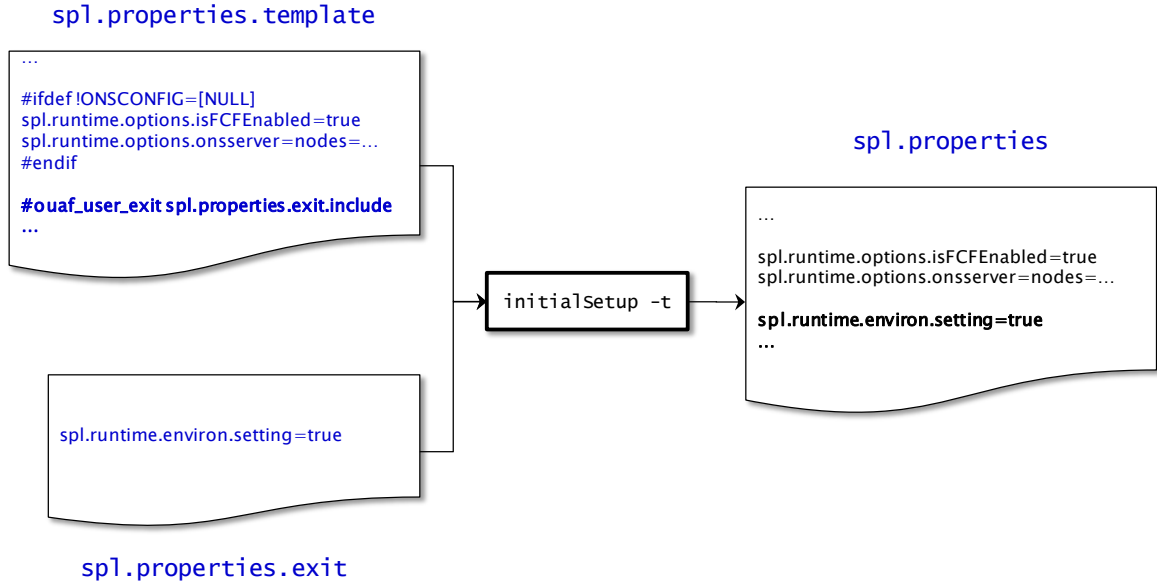 spl.properties.template
…
#ifdef !ONSCONFIG=[NULL]
spl.runtime.options.isFCFEnabled=true
spl.runtime.options.onsserver=nodes=…
#endif
#ouaf_user_exit spl.properties.exit.include
…
spl.runtime.environ.setting=true
spl.properties.exit
initialSetup -t
spl.properties
…
spl.runtime.options.isFCFEnabled=true
spl.runtime.options.onsserver=nodes=…
spl.runtime.environ.setting=true
…